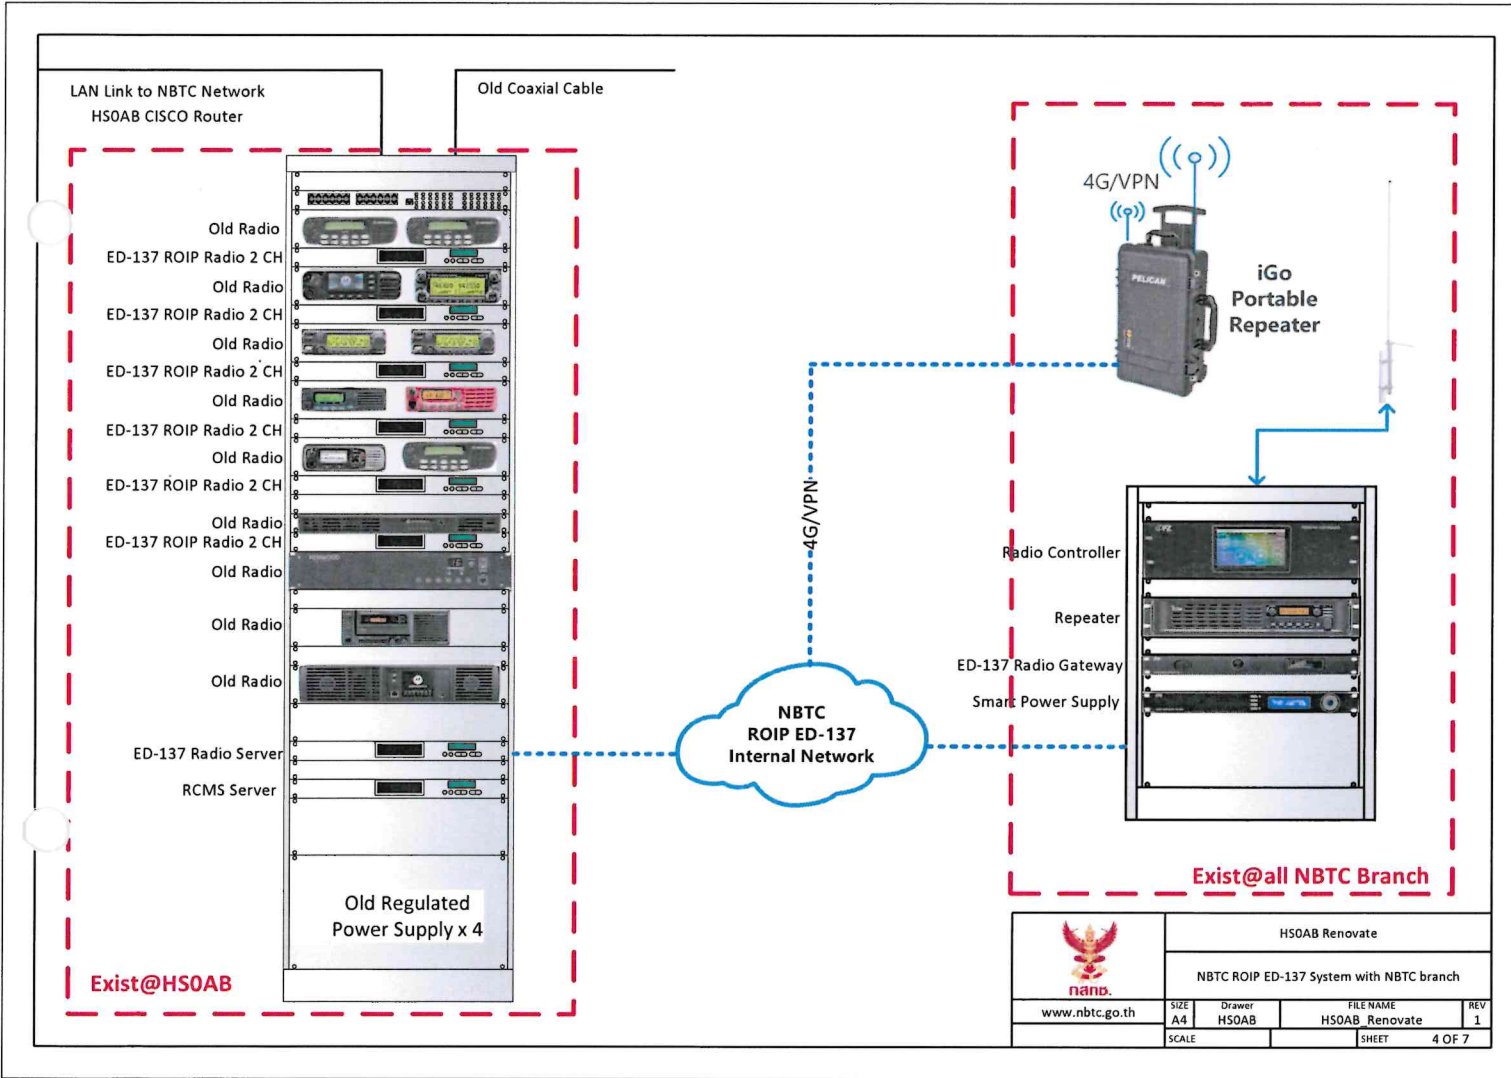 LAN Link to NBTC Network
HS0AB CISCO Router
Old Coaxial Cable
Old Radio
ED-137 ROIP Radio 2 CH
Old Radio
ED-137 ROIP Radio 2 CH
Old Radio
ED-137 ROIP Radio 2 CH
Old Radio
ED-137 ROIP Radio 2 CH
Old Radio
ED-137 ROIP Radio 2 CH
Old Radio
ED-137 ROIP Radio 2 CH
Old Radio
Old Radio
Old Radio
ED-137 Radio Server
RCMS Server
KENWOOD
Old Regulated
Power Supply x 4
Exist@HS0AB
4G/VPN
NBTC
ROIP ED-137
Internal Network
4G/VPN
PELICAN
iGo
Portable
Repeater
Radio Controller
Repeater
ED-137 Radio Gateway
Smart Power Supply
Exist@all NBTC Branch
กสทช.
www.nbtc.go.th
HS0AB Renovate
NBTC ROIP ED-137 System with NBTC branch
SIZE
A4
Drawer
HS0AB
FILE NAME
HS0AB_Renovate
REV
1
SCALE
SHEET 4 OF 7